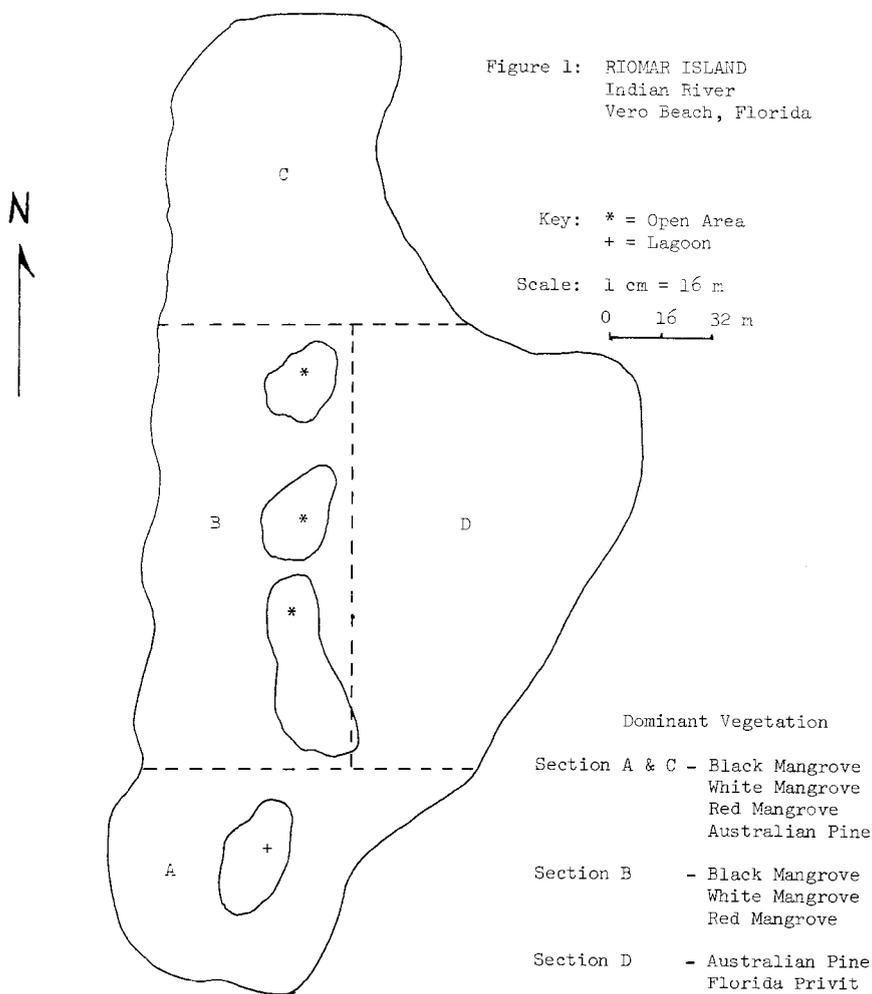 Figure 1: RIOMAR ISLAND
Indian River
Vero Beach, Florida
N
C
Key: * = Open Area
+ = Lagoon
Scale: 1 cm = 16 m
0 16 32 m
*
B
*
D
*
Dominant Vegetation
Section A & C - Black Mangrove
White Mangrove
Red Mangrove
Australian Pine
+
A
Section B - Black Mangrove
White Mangrove
Red Mangrove
Section D - Australian Pine
Florida Privit